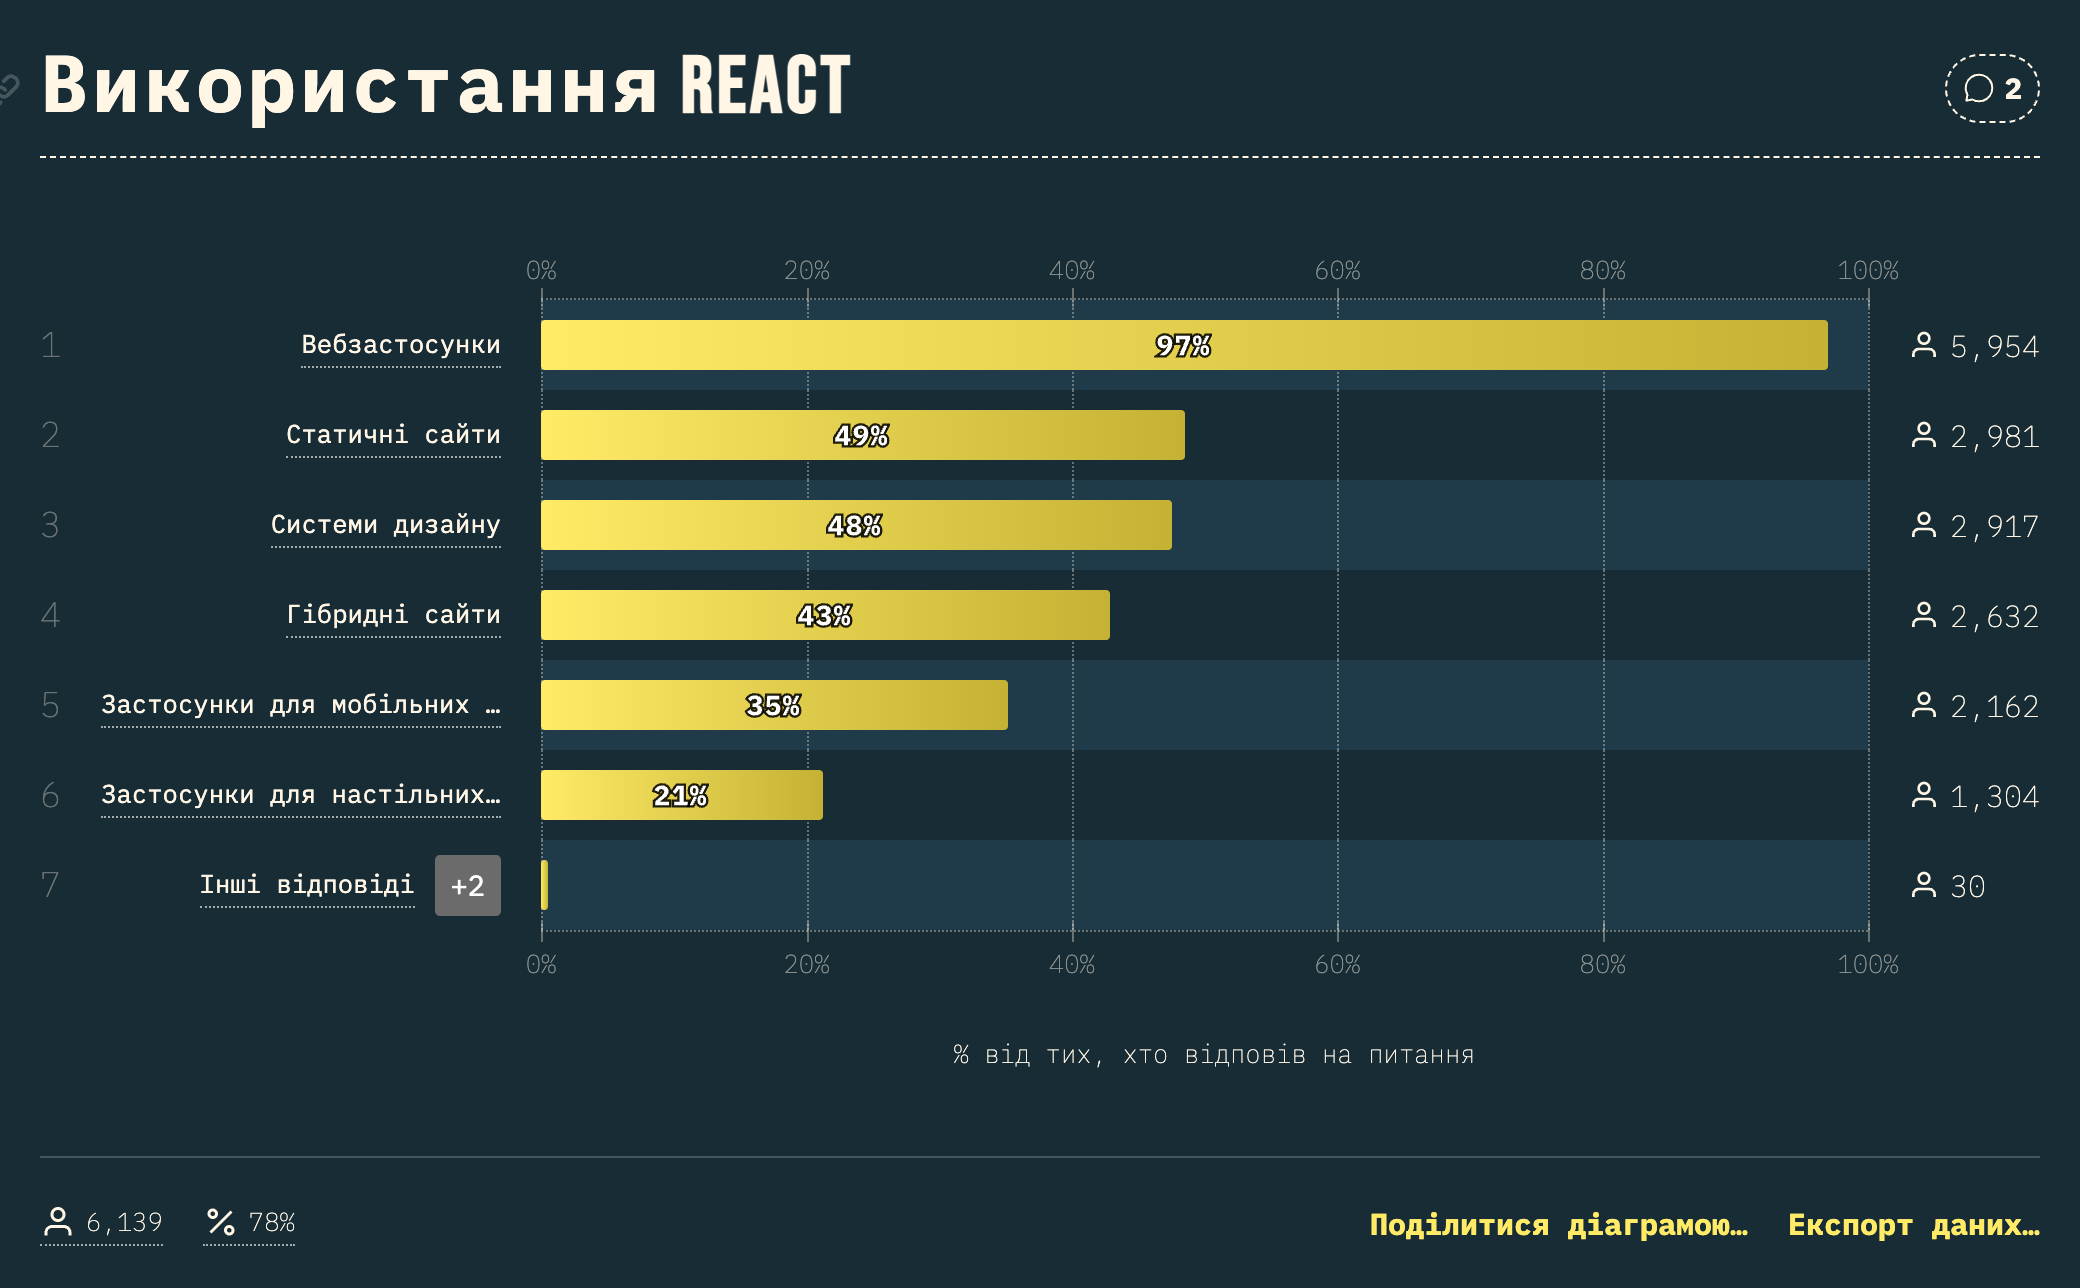 Використання REACT
2
0% 20% 40% 60% 80% 100%
1 Вебзастосунки 97% 5,954
2 Статичні сайти 49% 2,981
3 Системи дизайну 48% 2,917
4 Гібридні сайти 43% 2,632
5 Застосунки для мобільних … 35% 2,162
6 Застосунки для настільних… 21% 1,304
7 Інші відповіді +2 30
0% 20% 40% 60% 80% 100%
% від тих, хто відповів на питання
6,139 78% Поділитися діаграмою… Експорт даних…